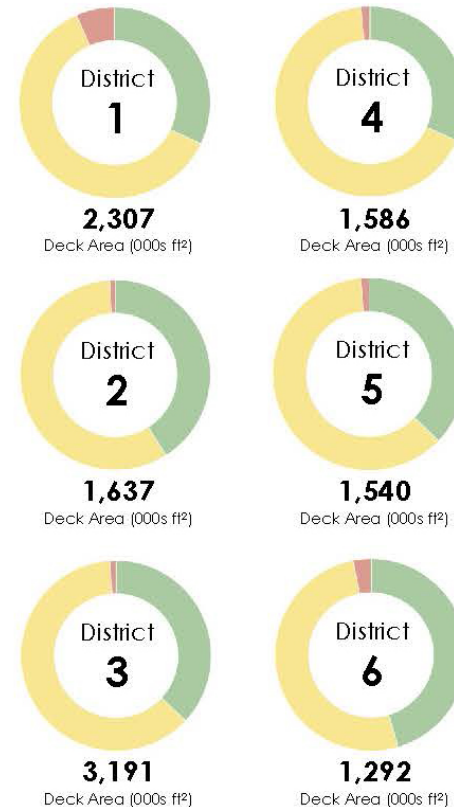 District
1
2,307
Deck Area (000s ft²)
District
4
1,586
Deck Area (000s ft²)
District
2
1,637
Deck Area (000s ft²)
District
5
1,540
Deck Area (000s ft²)
District
3
3,191
Deck Area (000s ft²)
District
6
1,292
Deck Area (000s ft²)